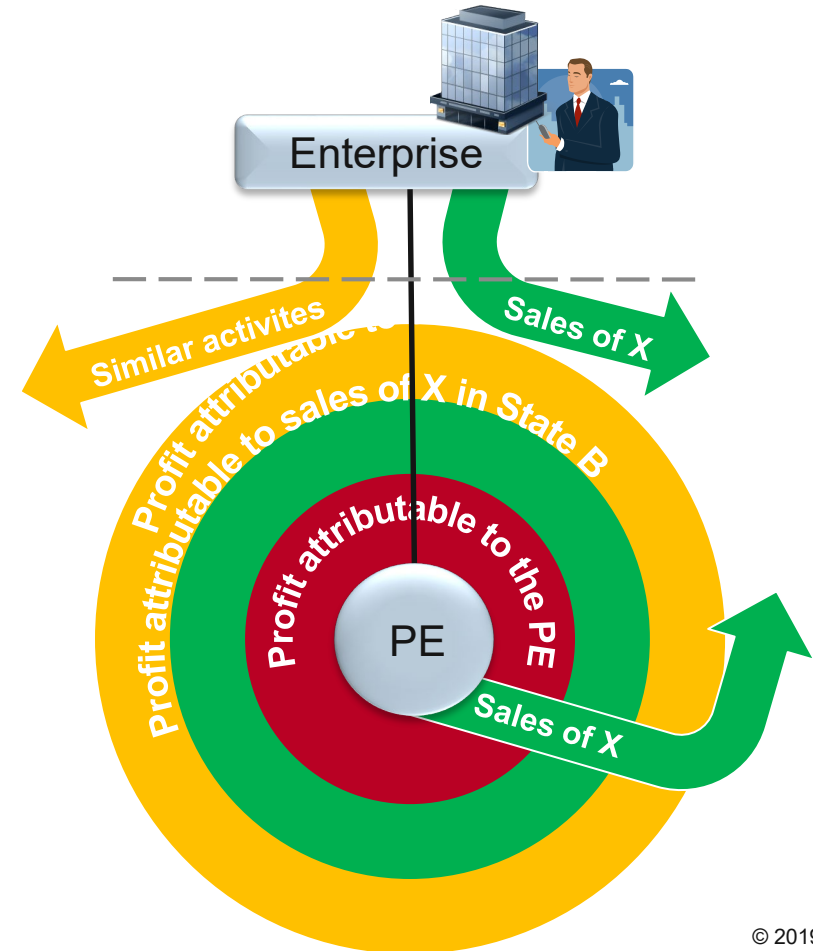 Enterprise
Similar activites
Sales of X
Profit attributable to
Profit attributable to sales of X in State B
Profit attributable to the PE
PE
Sales of X
© 2019